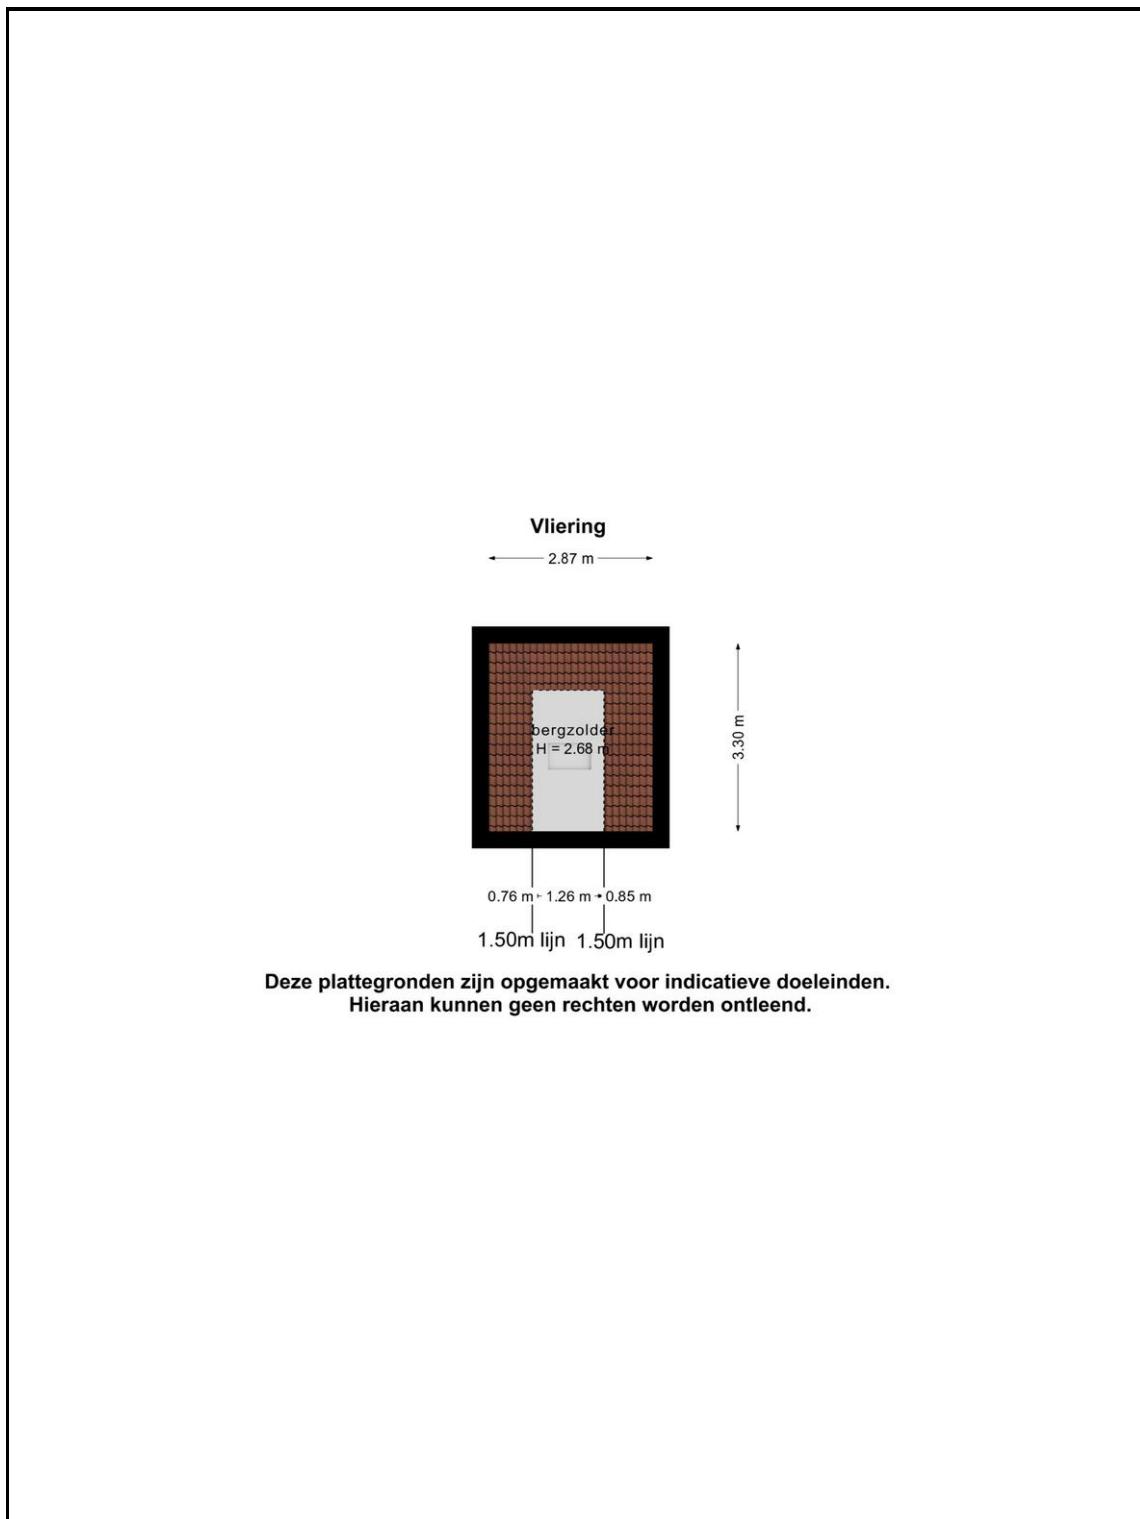 Vliering
2.87 m
bergzolder
H = 2.68 m
3.30 m
0.76 m 1.26 m 0.85 m
1.50m lijn 1.50m lijn
Deze plattegronden zijn opgemaakt voor indicatieve doeleinden.
Hieraan kunnen geen rechten worden ontleend.